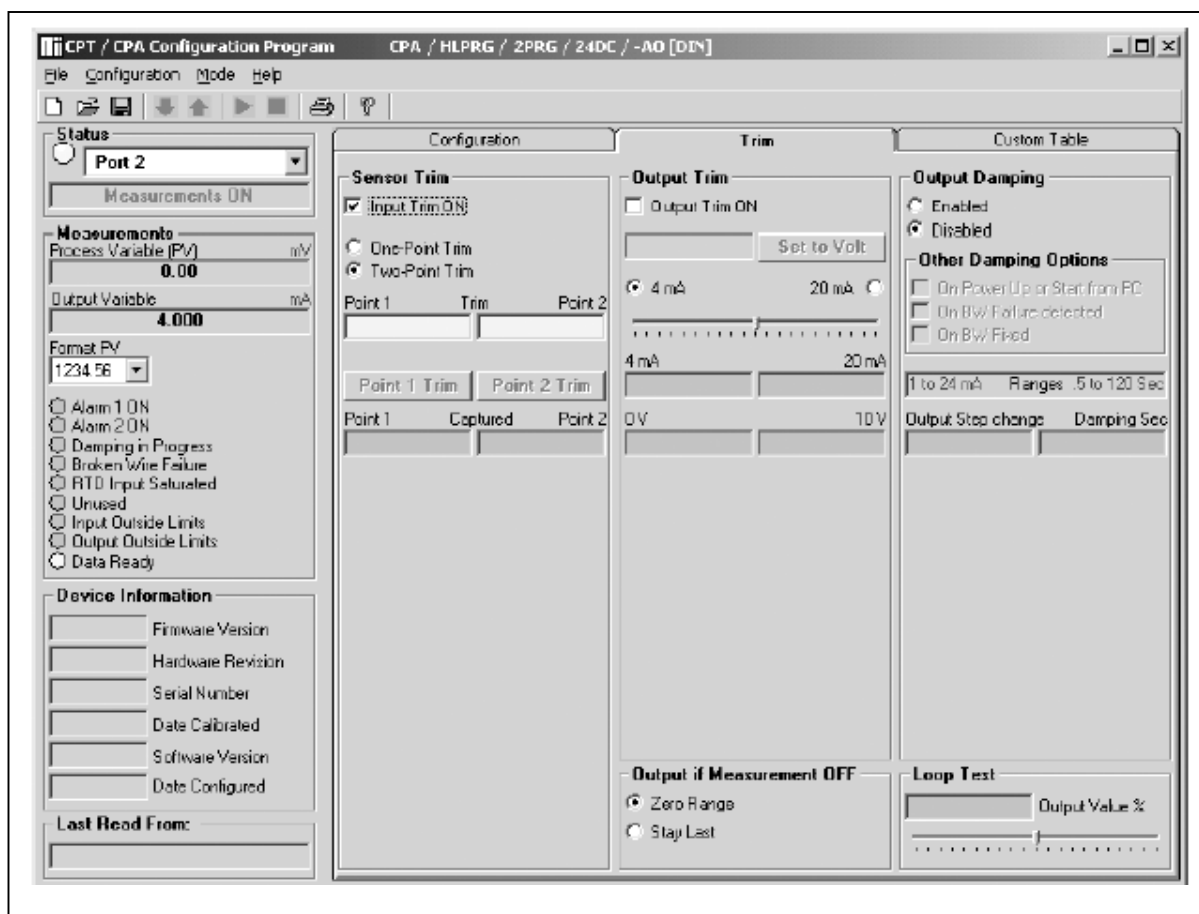 CPT / CPA Configuration Program CPA / HLPRG / 2PRG / 24DC / -AO [DIN]
File Configuration Mode Help
Status
Port 2
Measurements ON
Measurements
Process Variable (PV) mV
0.00
Output Variable mA
4.000
Format PV
1234.56
Alarm 1 ON
Alarm 2 ON
Damping in Progress
Broken Wire Failure
RTD Input Saturated
Unused
Input Outside Limits
Output Outside Limits
Data Ready
Device Information
Firmware Version
Hardware Revision
Serial Number
Date Calibrated
Software Version
Date Configured
Last Read From:
Configuration Trim Custom Table
Sensor Trim
Input Trim ON
One-Point Trim
Two-Point Trim
Point 1 Trim Point 2
Point 1 Trim Point 2 Trim
Point 1 Captured Point 2
Output Trim
Output Trim ON
Set to Volt
4 mA 20 mA
4 mA 20 mA
0 V 10 V
Output if Measurement OFF
Zero Range
Stay Last
Output Damping
Enabled
Disabled
Other Damping Options
On Power Up or Start from PC
On BW Failure detected
On BW Fixed
1 to 24 mA Ranges .5 to 120 Sec
Output Step change Damping Sec
Loop Test
Output Value %